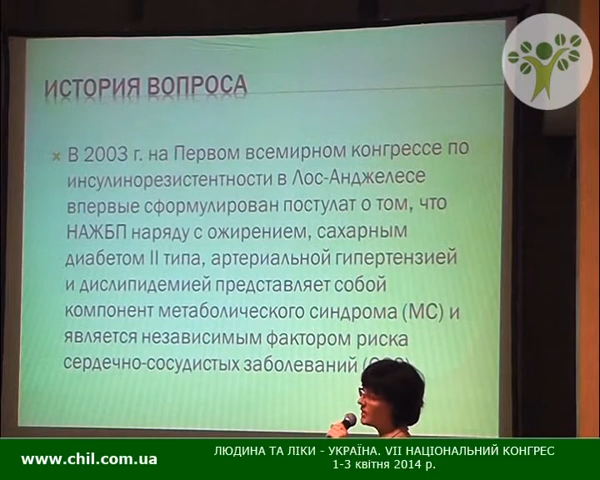 ИСТОРИЯ ВОПРОСА
В 2003 г. на Первом всемирном конгрессе по
инсулинорезистентности в Лос-Анджелесе
впервые сформулирован постулат о том, что
НАЖБП наряду с ожирением, сахарным
диабетом II типа, артериальной гипертензией
и дислипидемией представляет собой
компонент метаболического синдрома (МС) и
является независимым фактором риска
сердечно-сосудистых заболеваний
www.chil.com.ua
ЛЮДИНА ТА ЛІКИ - УКРАЇНА. VII НАЦІОНАЛЬНИЙ КОНГРЕС
1-3 квітня 2014 р.